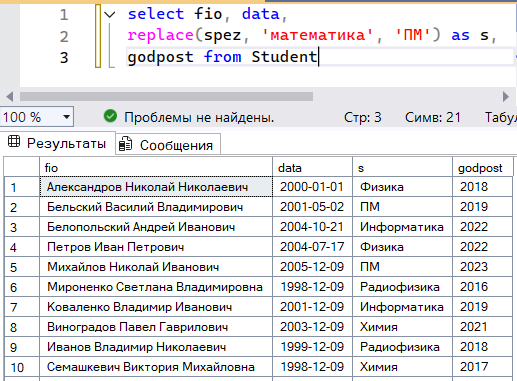 1 select fio, data,
2 replace(spez, 'математика', 'ПМ') as s,
3 godpost from Student
100 % Проблемы не найдены. Стр: 3 Симв: 21 Табул
Результаты Сообщения
fio data s godpost
1 Александров Николай Николаевич 2000-01-01 Физика 2018
2 Бельский Василий Владимирович 2001-05-02 ПМ 2019
3 Белопольский Андрей Иванович 2004-10-21 Информатика 2022
4 Петров Иван Петрович 2004-07-17 Физика 2022
5 Михайлов Николай Иванович 2005-12-09 ПМ 2023
6 Мироненко Светлана Владимировна 1998-12-09 Радиофизика 2016
7 Коваленко Владимир Иванович 2001-12-09 Информатика 2019
8 Виноградов Павел Гаврилович 2003-12-09 Химия 2021
9 Иванов Владимир Николаевич 1999-12-09 Радиофизика 2018
10 Семашкевич Виктория Михайловна 1998-12-09 Химия 2017